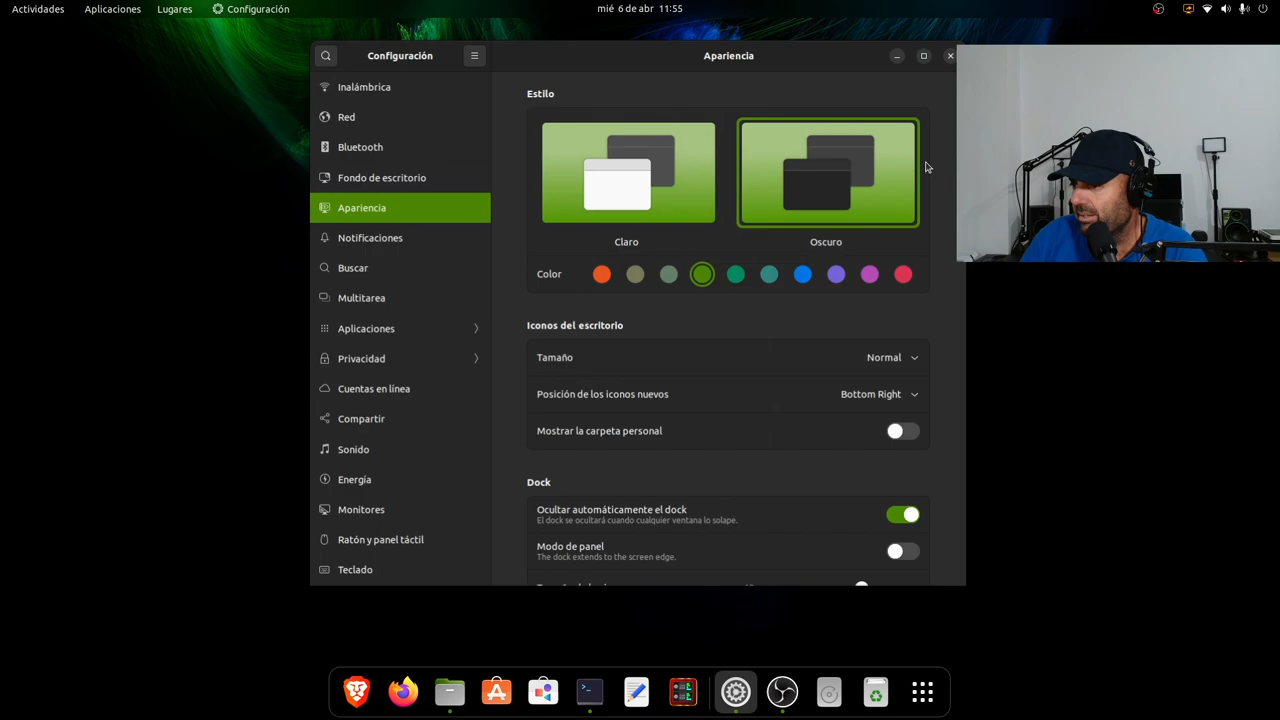 Actividades Aplicaciones Lugares Configuración mié 6 de abr 11:55
Configuración
Apariencia
Inalámbrica
Red
Bluetooth
Fondo de escritorio
Apariencia
Notificaciones
Buscar
Multitarea
Aplicaciones
Privacidad
Cuentas en línea
Compartir
Sonido
Energía
Monitores
Ratón y panel táctil
Teclado
Estilo
Claro Oscuro
Color
Iconos del escritorio
Tamaño Normal
Posición de los iconos nuevos Bottom Right
Mostrar la carpeta personal
Dock
Ocultar automáticamente el dock
El dock se ocultará cuando cualquier ventana lo solape.
Modo de panel
The dock extends to the screen edge.